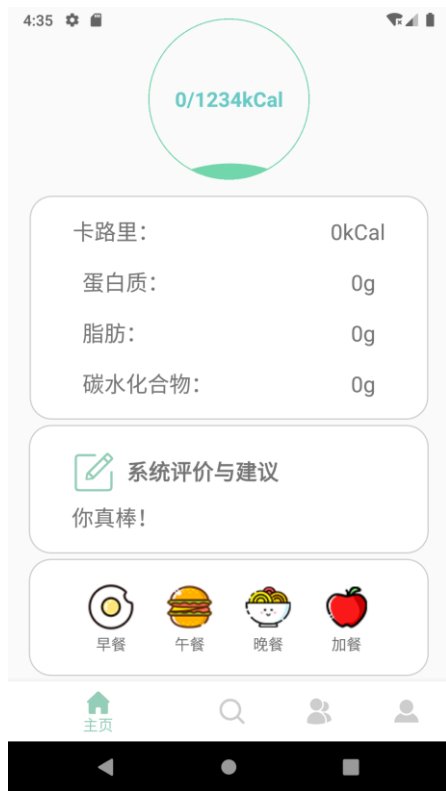 4:35
0/1234kCal
卡路里： 0kCal
蛋白质： 0g
脂肪： 0g
碳水化合物： 0g
系统评价与建议
你真棒！
早餐 午餐 晚餐 加餐
主页